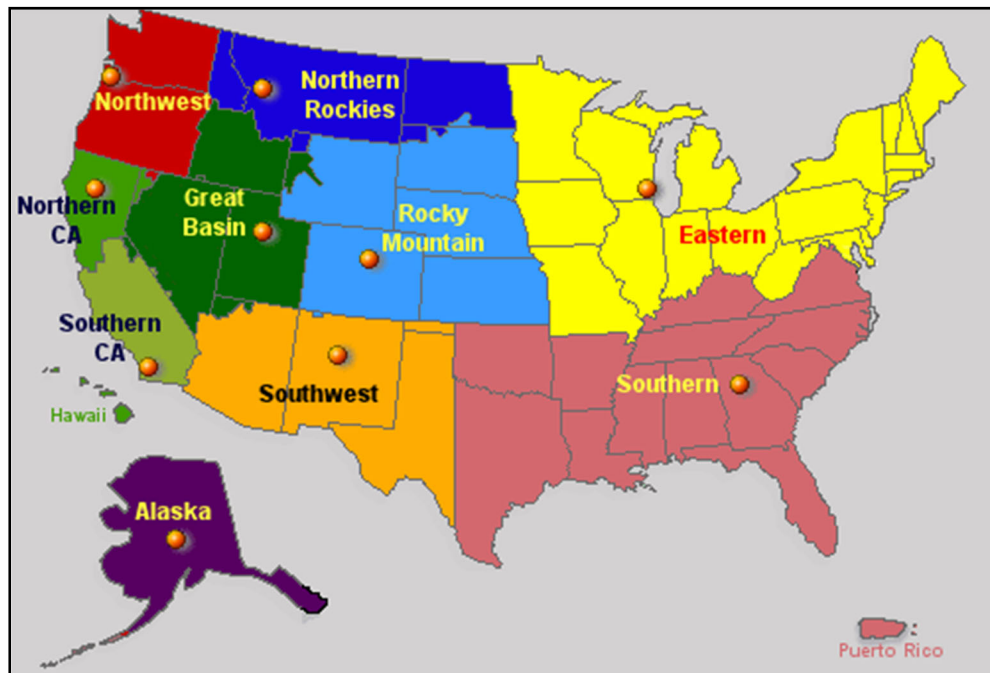 Northwest
Northern
Rockies
Northern
CA
Great
Basin
Rocky
Mountain
Eastern
Southern
CA
Southwest
Southern
Hawaii
Alaska
Puerto Rico